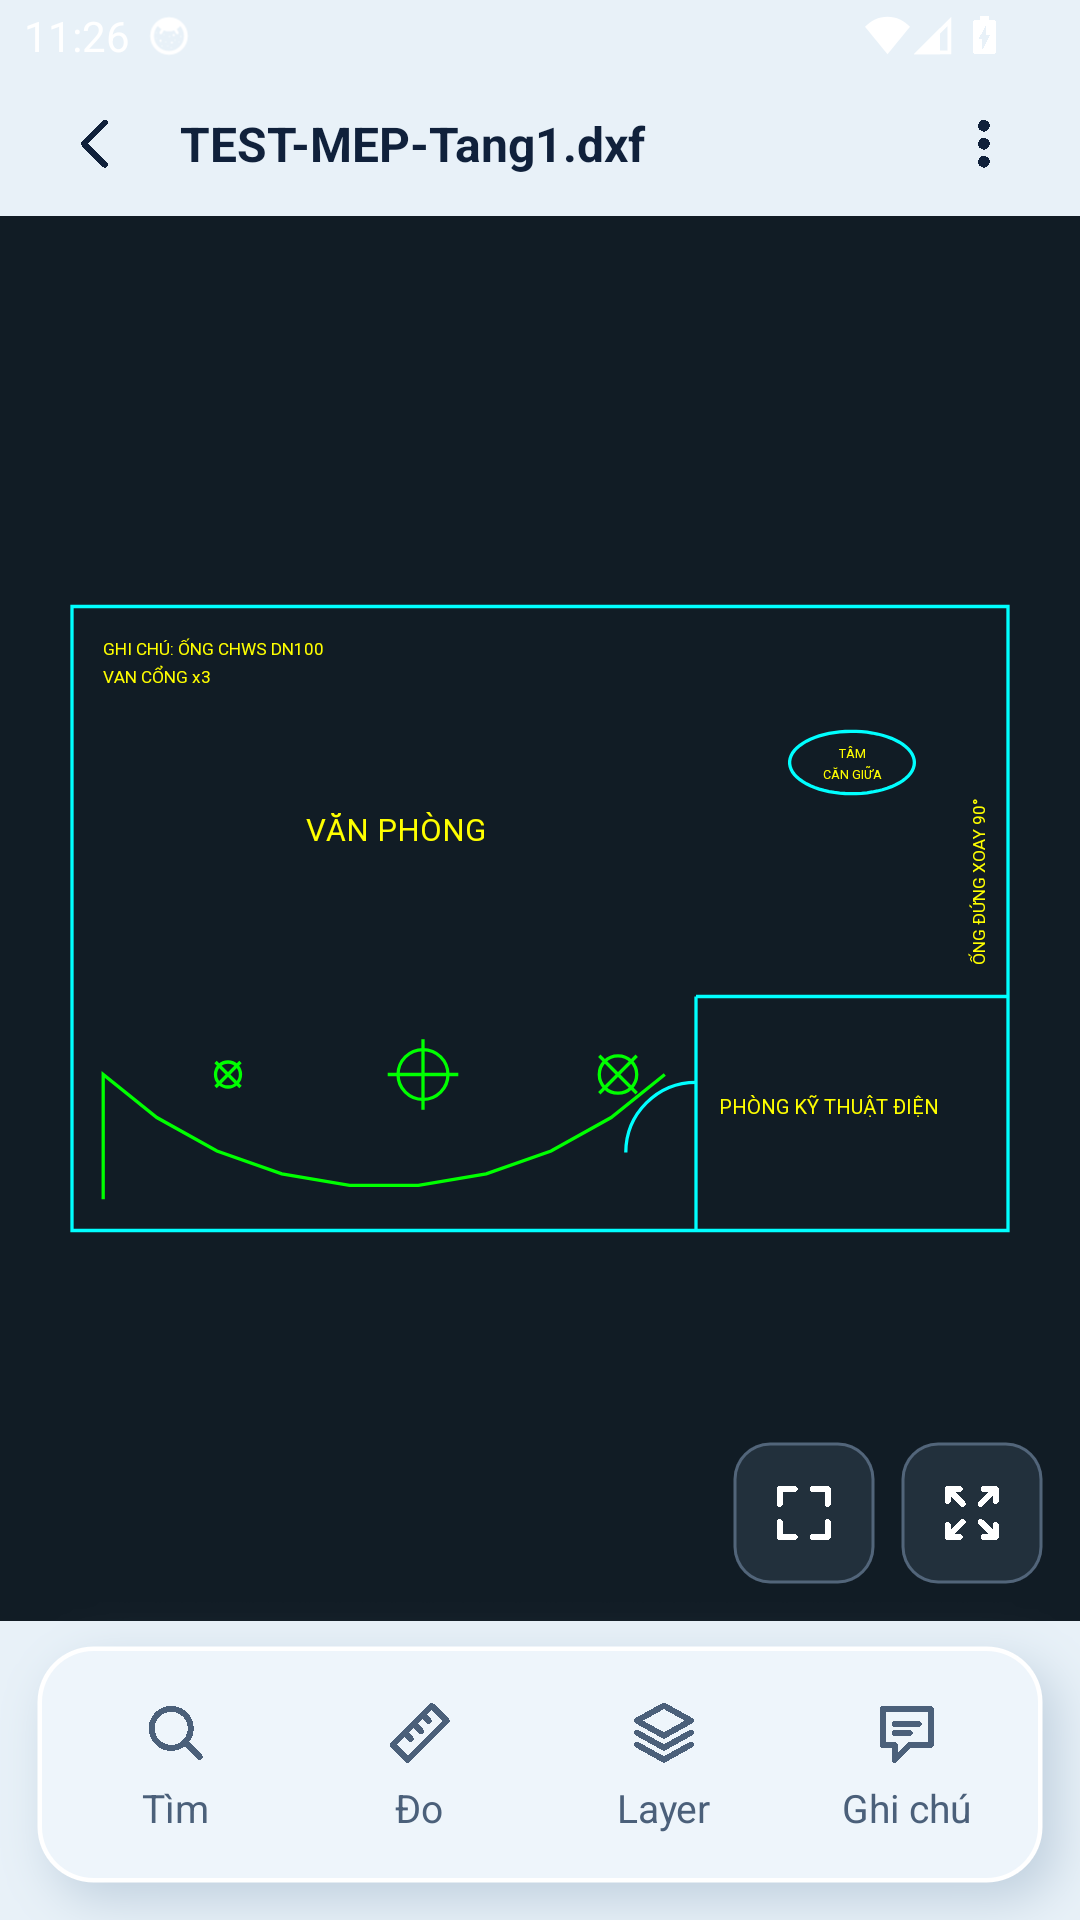 11:26
TEST-MEP-Tang1.dxf
GHI CHÚ: ỐNG CHWS DN100
VAN CỔNG x3
TÂM
CĂN GIỮA
VĂN PHÒNG
ỐNG ĐỨNG XOAY 90°
PHÒNG KỸ THUẬT ĐIỆN
Tìm
Đo
Layer
Ghi chú